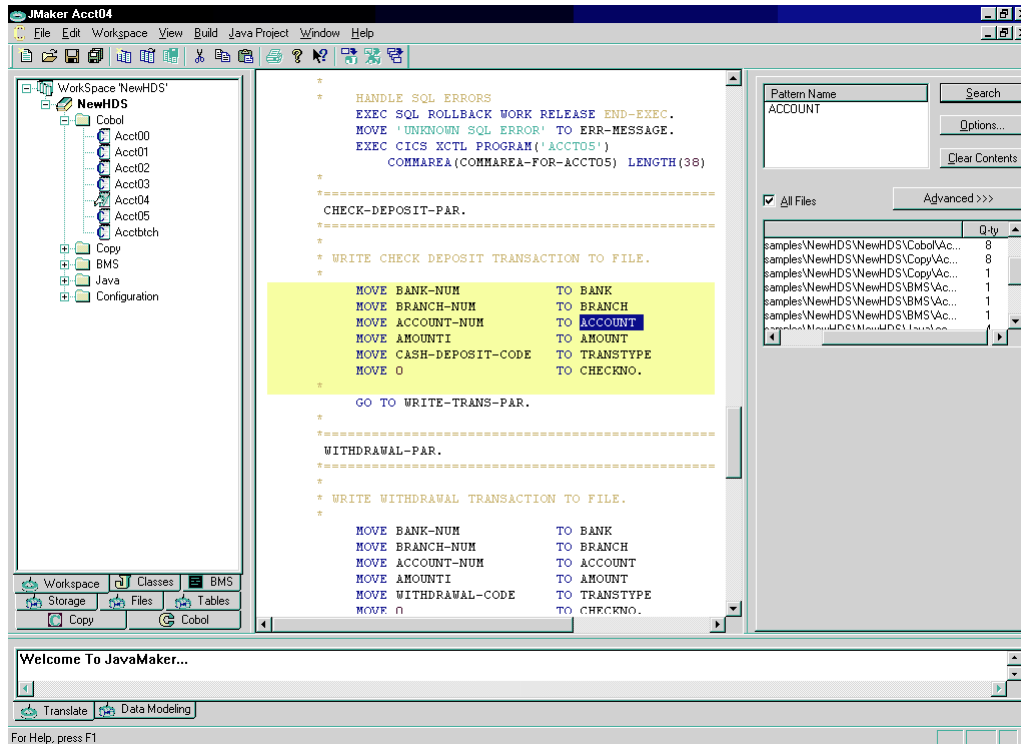 JMaker Acct04
File Edit Workspace View Build Java Project Window Help
WorkSpace 'NewHDS'
NewHDS
Cobol
Acct00
Acct01
Acct02
Acct03
Acct04
Acct05
Acctbtch
Copy
BMS
Java
Configuration
Workspace Classes BMS
Storage Files Tables
Copy Cobol
*
* HANDLE SQL ERRORS
EXEC SQL ROLLBACK WORK RELEASE END-EXEC.
MOVE 'UNKNOWN SQL ERROR' TO ERR-MESSAGE.
EXEC CICS XCTL PROGRAM('ACCT05')
COMMAREA(COMMAREA-FOR-ACCT05) LENGTH(38)
*
*==================================================
CHECK-DEPOSIT-PAR.
*==================================================
*
* WRITE CHECK DEPOSIT TRANSACTION TO FILE.
*
MOVE BANK-NUM TO BANK
MOVE BRANCH-NUM TO BRANCH
MOVE ACCOUNT-NUM TO ACCOUNT
MOVE AMOUNTI TO AMOUNT
MOVE CASH-DEPOSIT-CODE TO TRANSTYPE
MOVE 0 TO CHECKNO.
*
GO TO WRITE-TRANS-PAR.
*
*==================================================
WITHDRAWAL-PAR.
*==================================================
*
* WRITE WITHDRAWAL TRANSACTION TO FILE.
*
MOVE BANK-NUM TO BANK
MOVE BRANCH-NUM TO BRANCH
MOVE ACCOUNT-NUM TO ACCOUNT
MOVE AMOUNTI TO AMOUNT
MOVE WITHDRAWAL-CODE TO TRANSTYPE
MOVE 0 TO CHECKNO.
Pattern Name
ACCOUNT
Search
Options...
Clear Contents
All Files
Advanced >>>
Q-ty
samples\NewHDS\NewHDS\Cobol\Ac... 8
samples\NewHDS\NewHDS\Copy\Ac... 8
samples\NewHDS\NewHDS\Copy\Ac... 1
samples\NewHDS\NewHDS\BMS\Ac... 1
samples\NewHDS\NewHDS\BMS\Ac... 1
samples\NewHDS\NewHDS\BMS\Ac... 1
Welcome To JavaMaker...
Translate Data Modeling
For Help, press F1